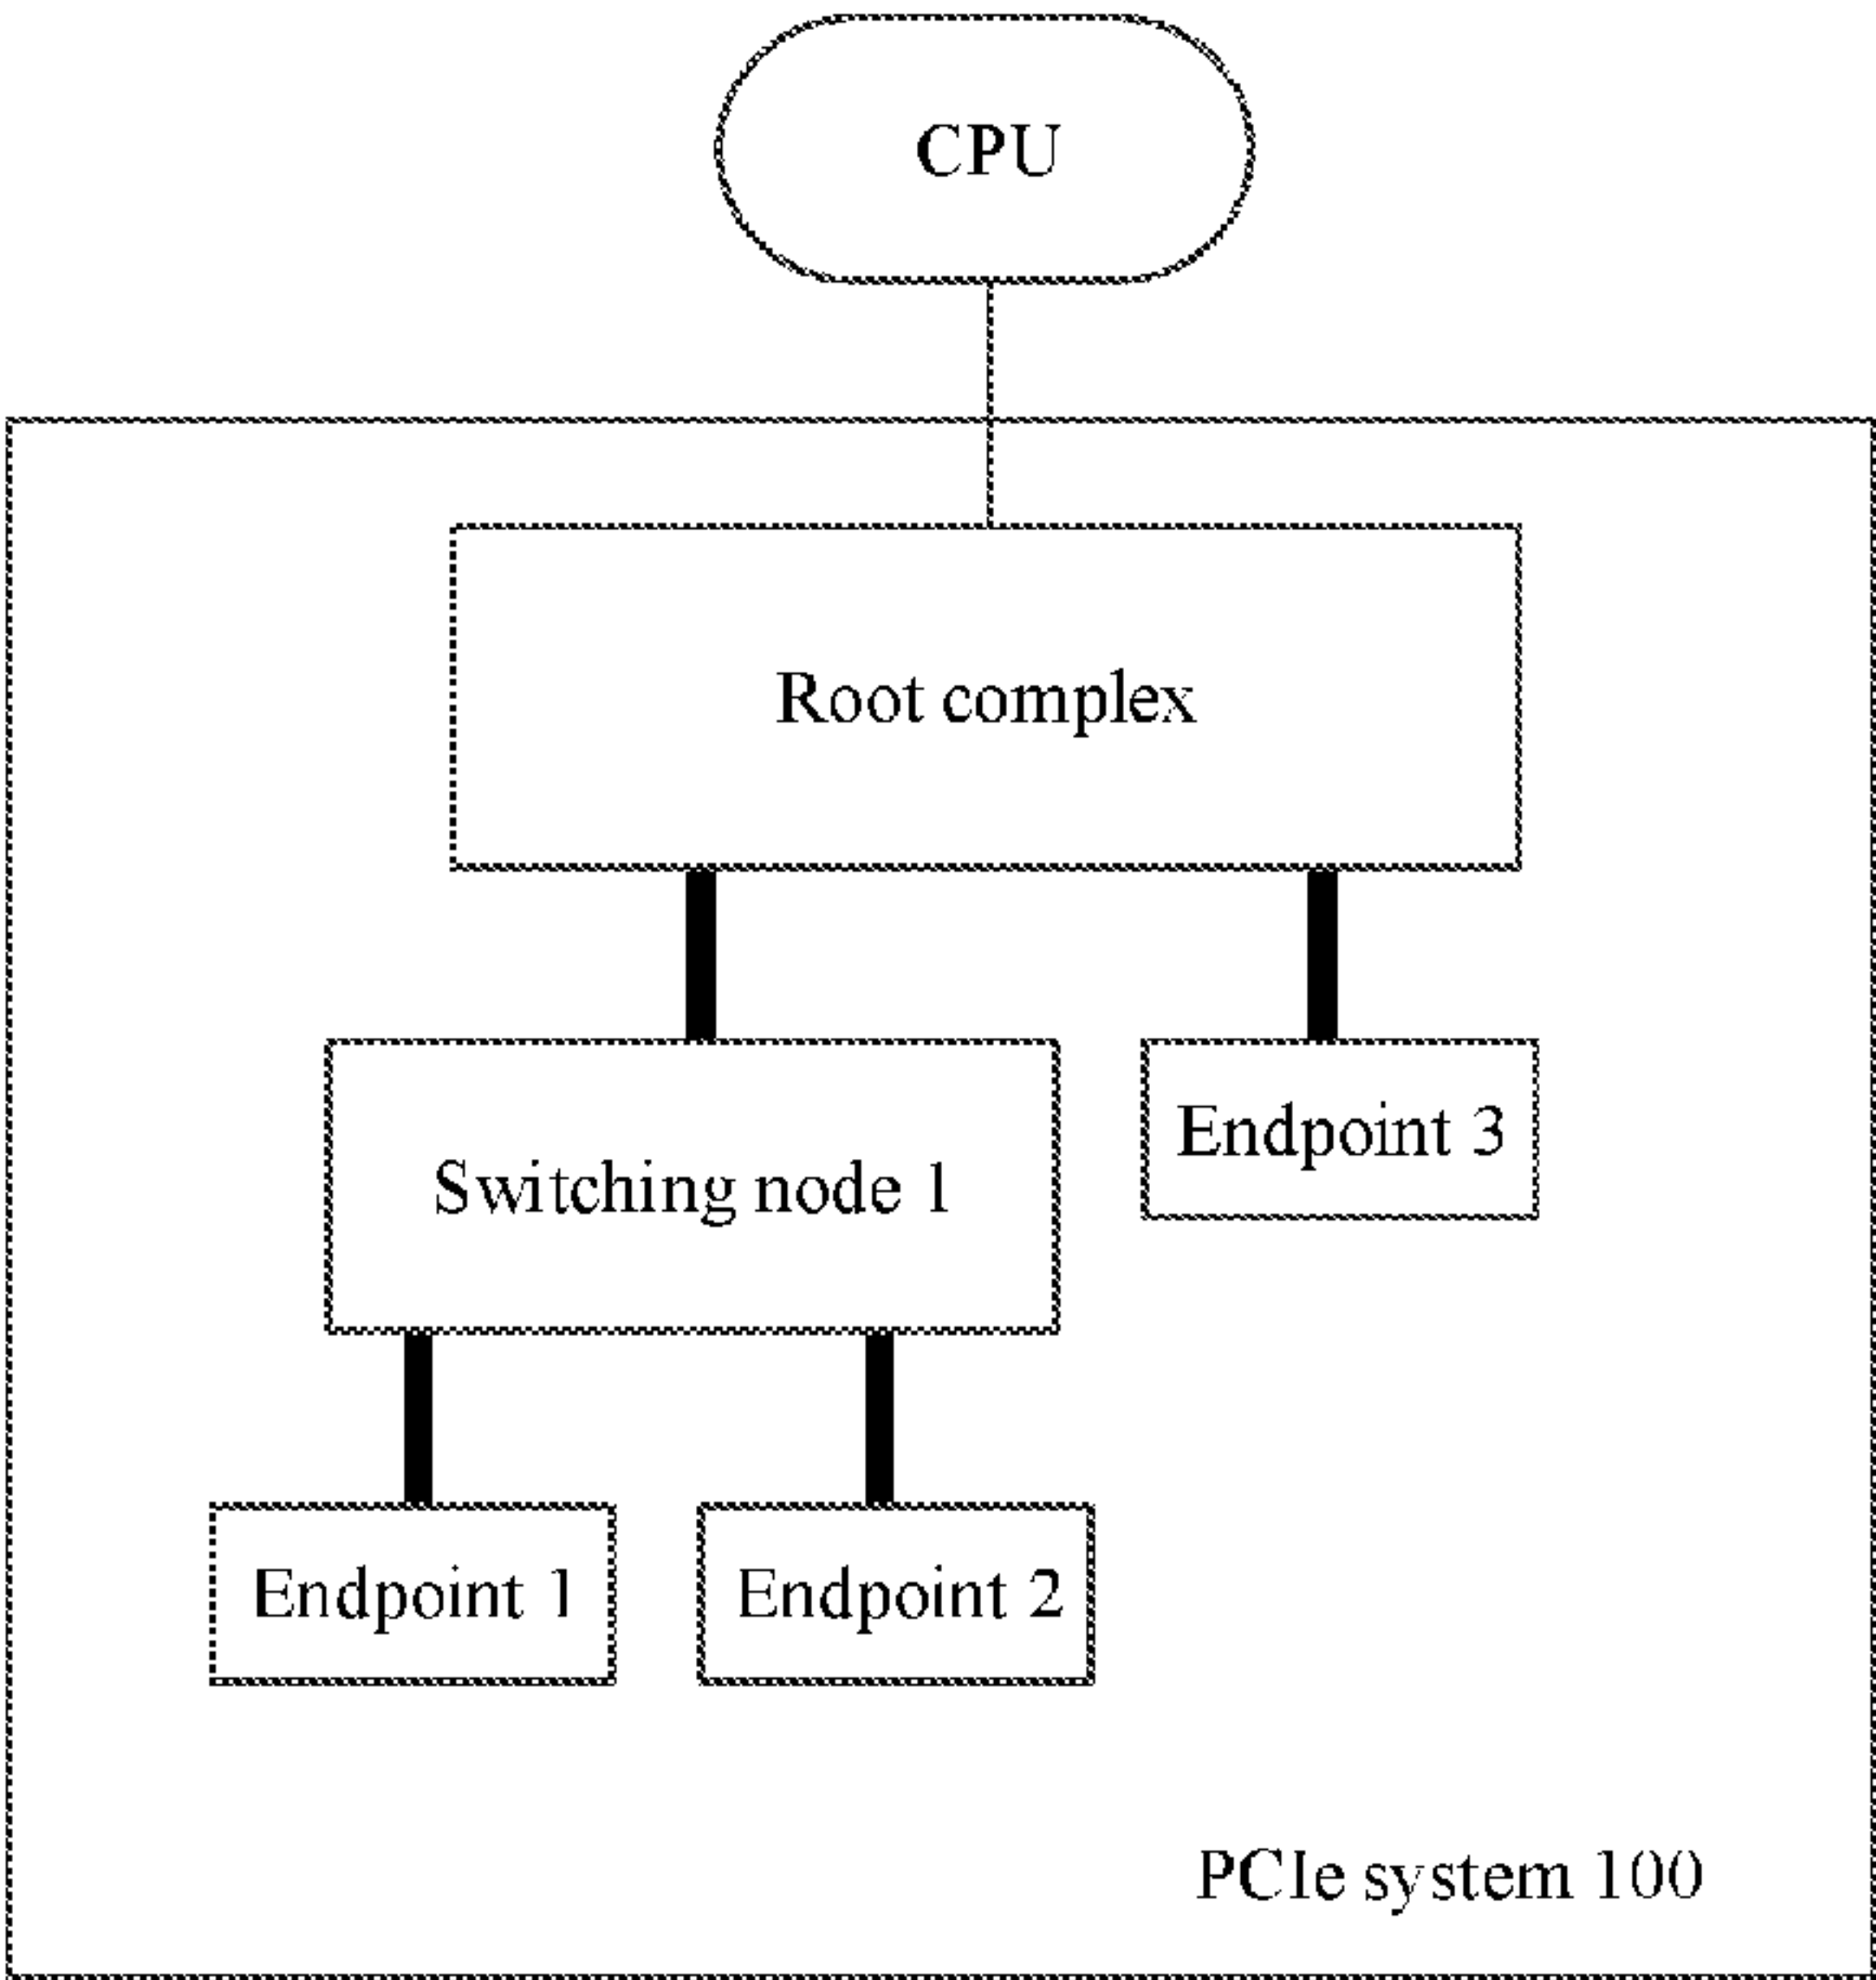 CPU
Root complex
Endpoint 3
Switching node 1
Endpoint 1
Endpoint 2
PCIe system 100